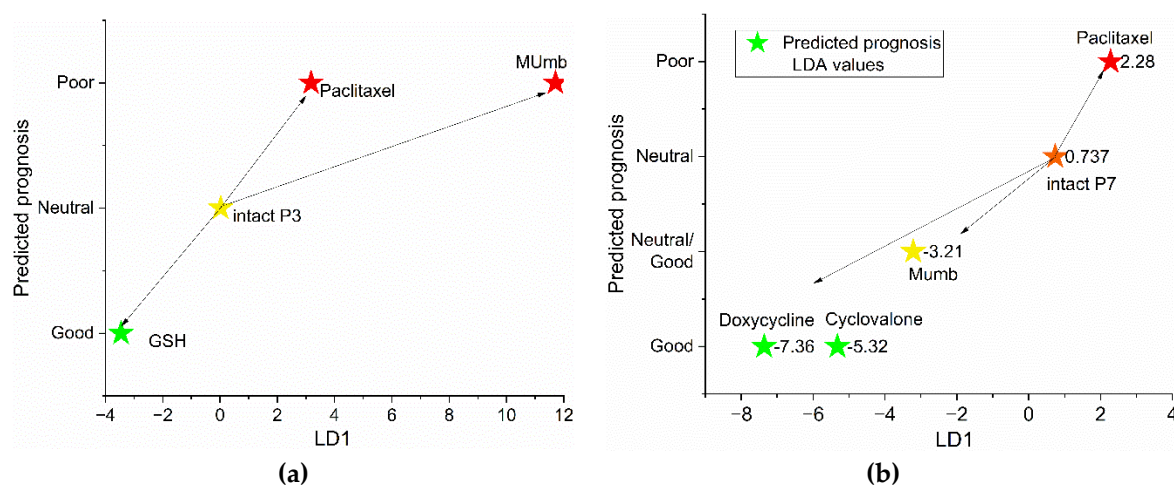 Poor
Neutral
Good
Predicted prognosis
MUmb
Paclitaxel
intact P3
GSH
−4 −2 0 2 4 6 8 10 12
LD1
(a)
Predicted prognosis
LDA values
Poor
Neutral
Neutral/
Good
Good
Predicted prognosis
Paclitaxel
2.28
0.737
intact P7
-3.21
Mumb
Doxycycline Cyclovalone
-7.36 -5.32
−8 −6 −4 −2 0 2 4
LD1
(b)